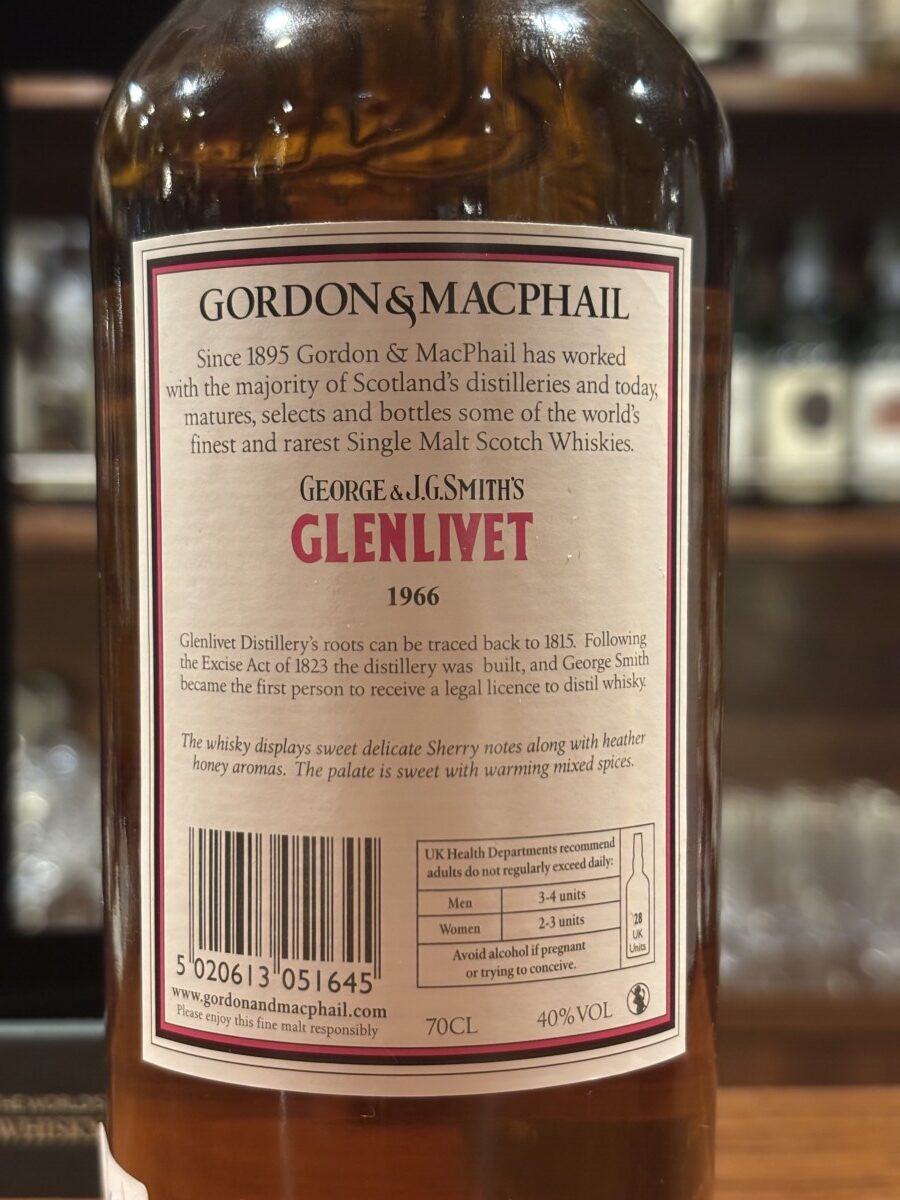 GORDON & MACPHAIL
Since 1895 Gordon & MacPhail has worked
with the majority of Scotland's distilleries and today,
matures, selects and bottles some of the world's
finest and rarest Single Malt Scotch Whiskies.
GEORGE & J.G.SMITH'S
GLENLIVET
1966
Glenlivet Distillery's roots can be traced back to 1815. Following
the Excise Act of 1823 the distillery was built, and George Smith
became the first person to receive a legal licence to distil whisky.
The whisky displays sweet delicate Sherry notes along with heather
honey aromas. The palate is sweet with warming mixed spices.
UK Health Departments recommend
adults do not regularly exceed daily:
Men 3-4 units
Women 2-3 units
Avoid alcohol if pregnant
or trying to conceive.
28
UK
Units
5 020613 051645
www.gordonandmacphail.com
Please enjoy this fine malt responsibly
70CL 40%VOL
THE WORLD'S
WHISK